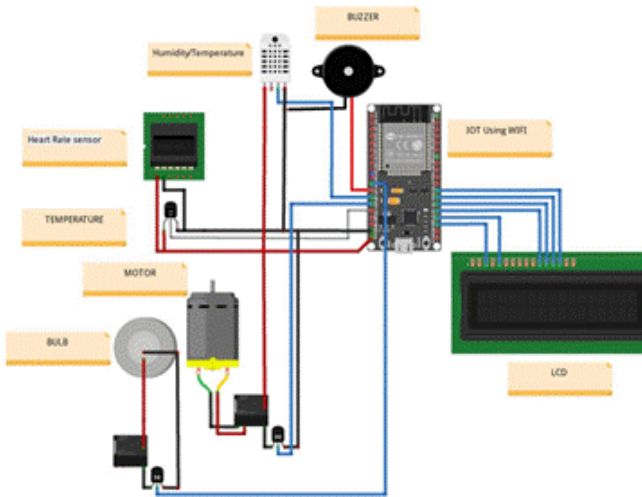 BUZZER
Humidity/Temperature
IOT Using WIFI
Heart Rate sensor
TEMPERATURE
MOTOR
BULB
LCD